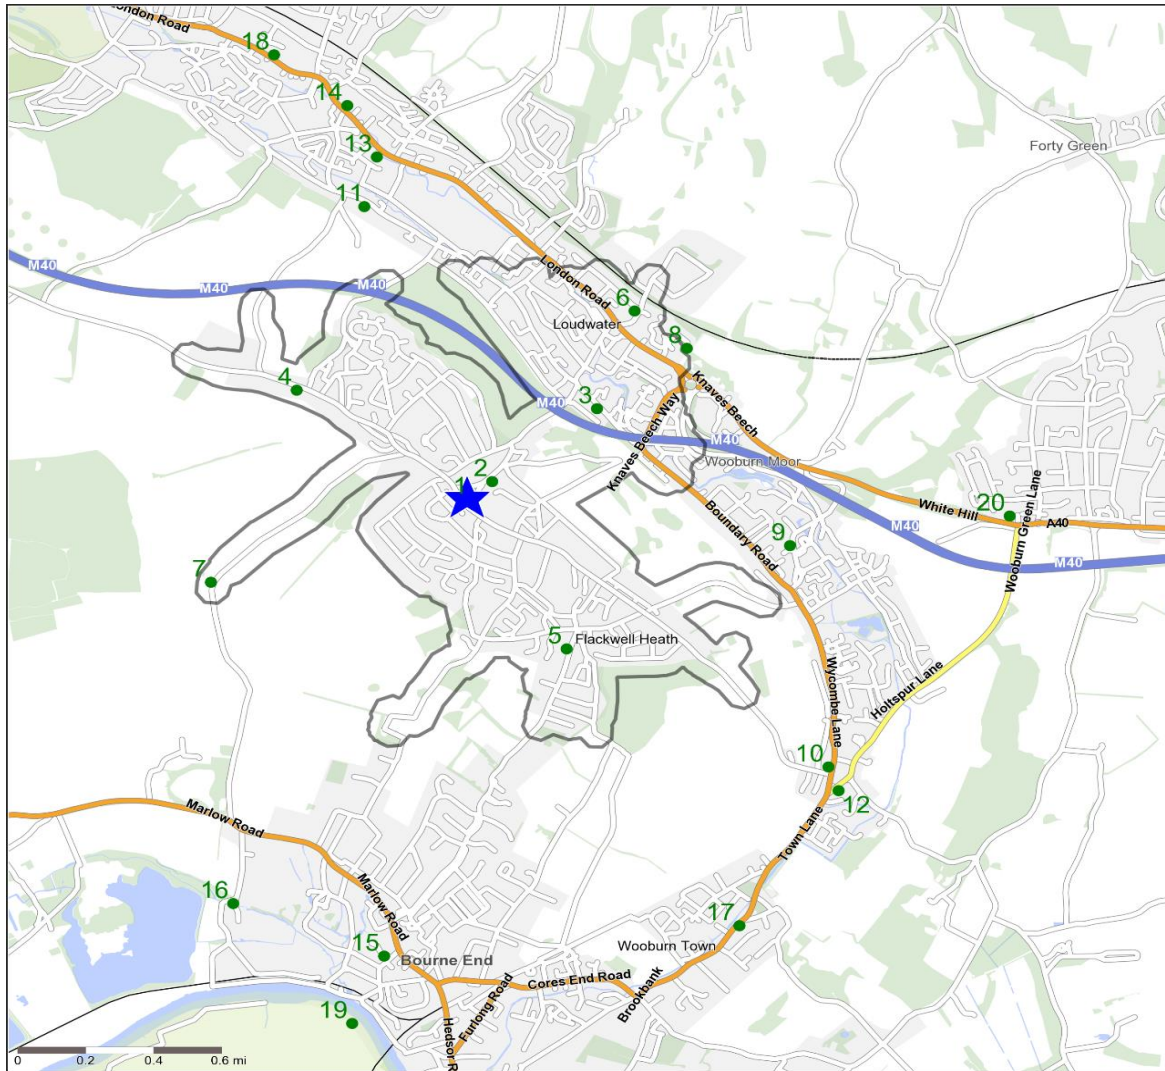 London Road
18
14
13
11
Forty Green
M40
M40
M40
London Road
6
Loudwater
8
4
3
Knaves Beech
M40
Knaves Beech Way
M40
Wooburn Moor
2
1
Boundary Road
White Hill
20
A40
M40
Wooburn Green Lane
M40
9
7
5
Flackwell Heath
Wycombe Lane
Holtspur Lane
10
12
Marlow Road
Town Lane
Marlow Road
16
17
15
Bourne End
Wooburn Town
Cores End Road
Brookbank
Furlong Road
19
Hedsor R
0 0.2 0.4 0.6 mi